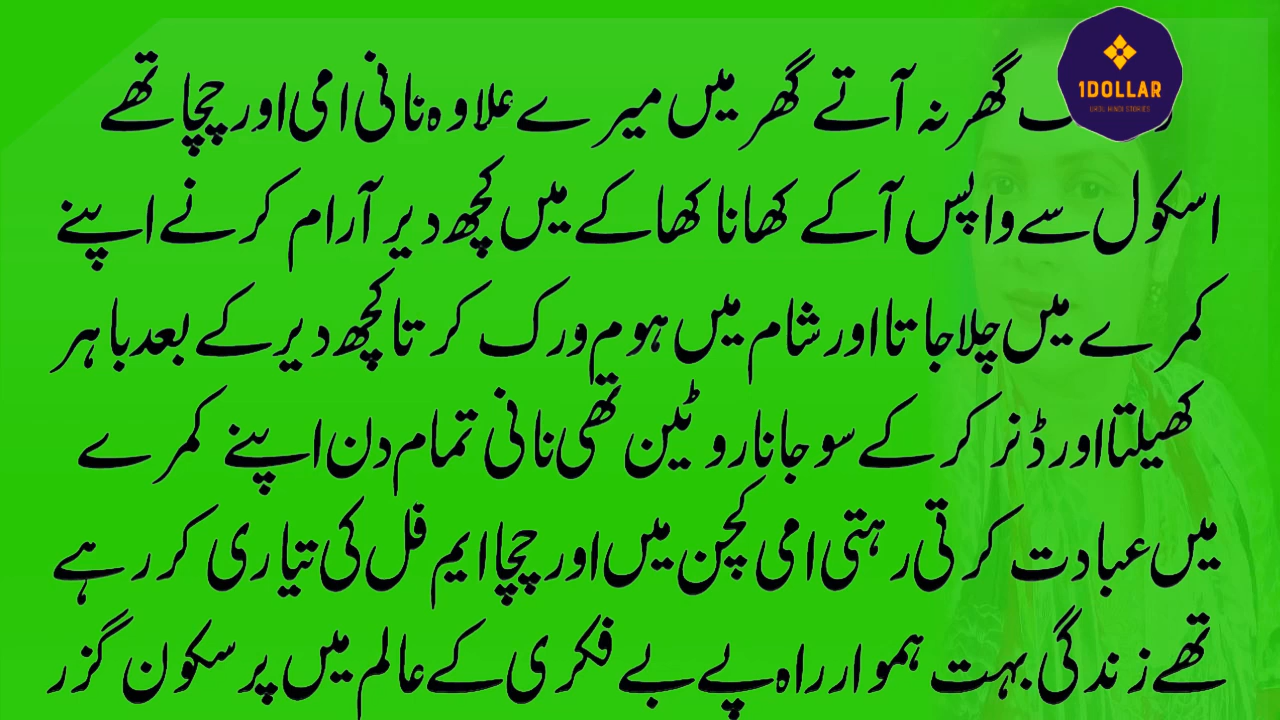 1DOLLAR
URDU HINDI STORIES
گھر نہ آتے گھر میں میرے علاوہ نانی امی اور چچا تھے
اسکول سے واپس آکے کھانا کھا کے میں کچھ دیر آرام کرنے اپنے
کمرے میں چلا جاتا اور شام میں ہوم ورک کرتا کچھ دیر کے بعد باہر
کھیلتا اور ڈنر کر کے سو جانا روٹین تھی نانی تمام دن اپنے کمرے
میں عبادت کرتی رہتی امی کچن میں اور چچا ایم فل کی تیاری کر رہے
تھے زندگی بہت ہموار راہ پے بے فکری کے عالم میں پر سکون گزر